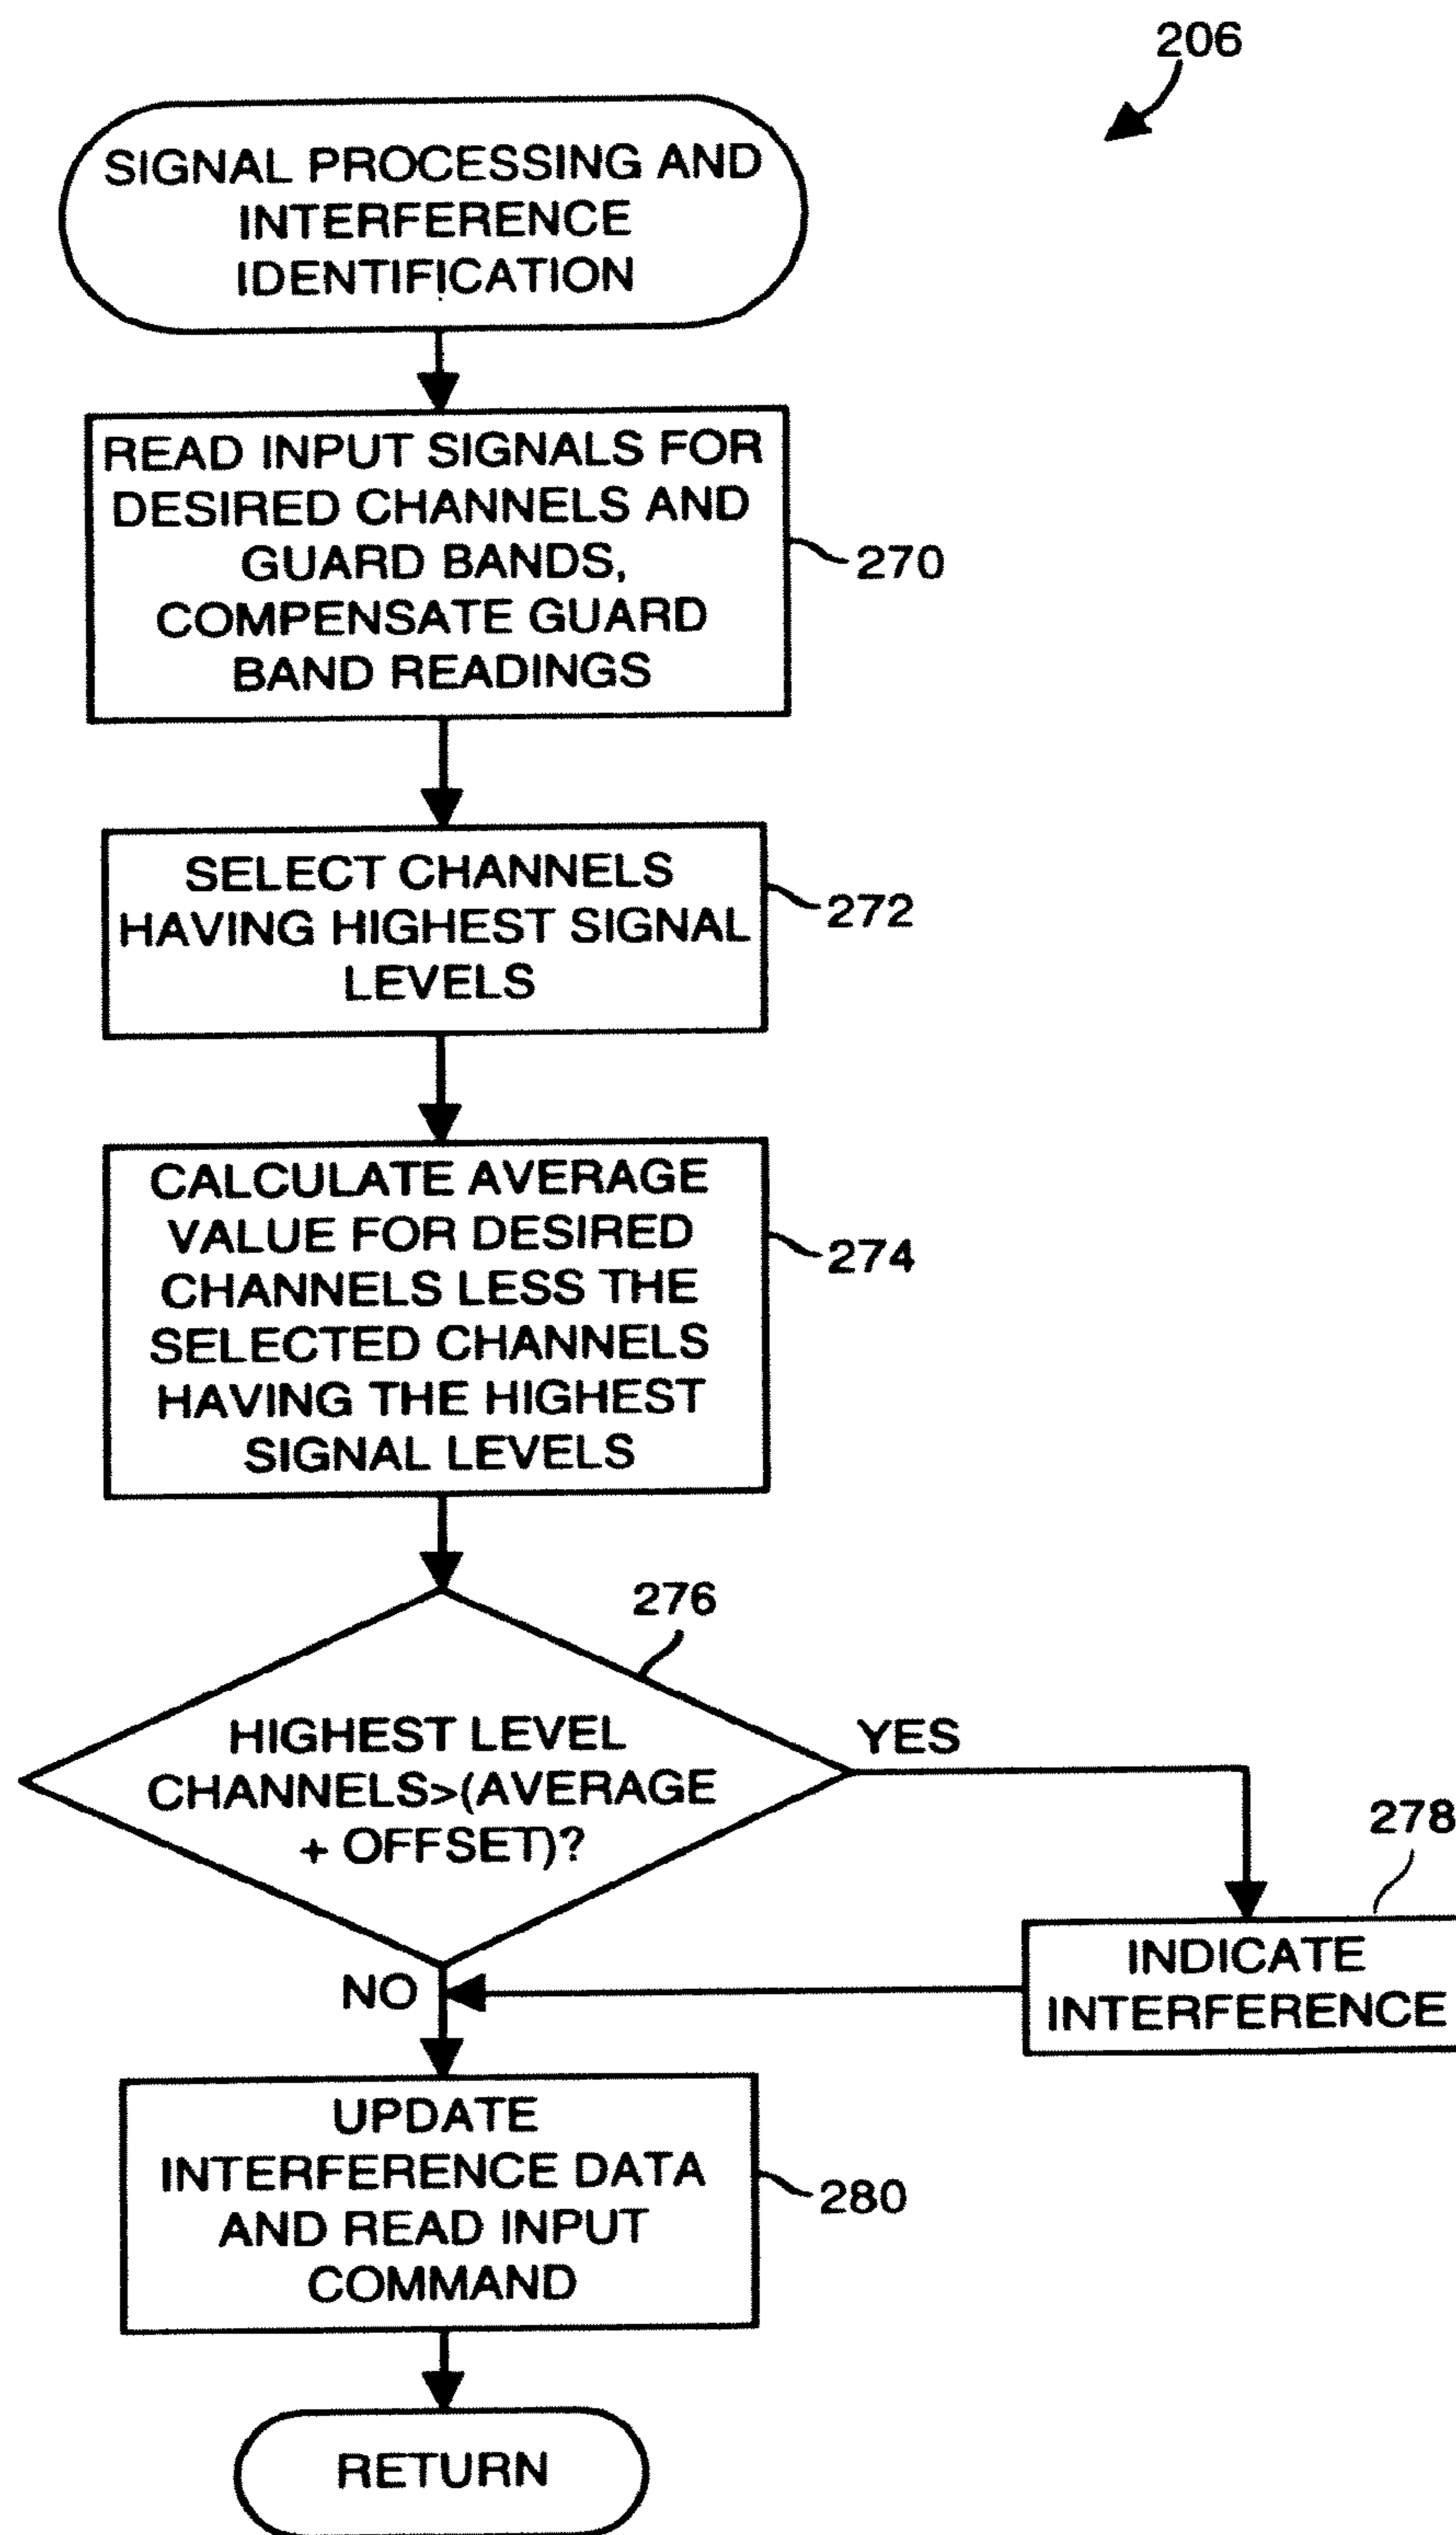 206
SIGNAL PROCESSING AND
INTERFERENCE
IDENTIFICATION
READ INPUT SIGNALS FOR
DESIRED CHANNELS AND
GUARD BANDS,
COMPENSATE GUARD
BAND READINGS
270
SELECT CHANNELS
HAVING HIGHEST SIGNAL
LEVELS
272
CALCULATE AVERAGE
VALUE FOR DESIRED
CHANNELS LESS THE
SELECTED CHANNELS
HAVING THE HIGHEST
SIGNAL LEVELS
274
276
HIGHEST LEVEL
CHANNELS>(AVERAGE
+ OFFSET)?
YES
278
INDICATE
INTERFERENCE
NO
UPDATE
INTERFERENCE DATA
AND READ INPUT
COMMAND
280
RETURN